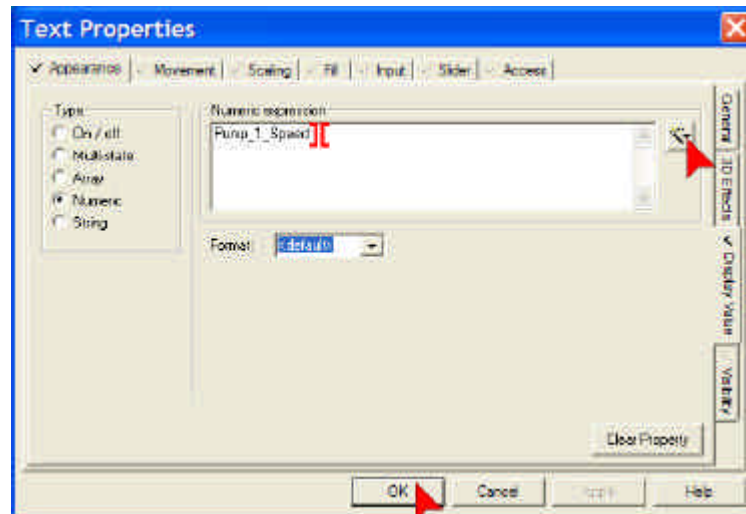 Text Properties
Appearance Movement Scaling Fill Input Slider Access
Type
On / off
Multi-state
Array
Numeric
String
Numeric expression
Pump_1_Speed
Format: <default>
General
3D Effects
Display Value
Visibility
Clear Property
OK Cancel Apply Help